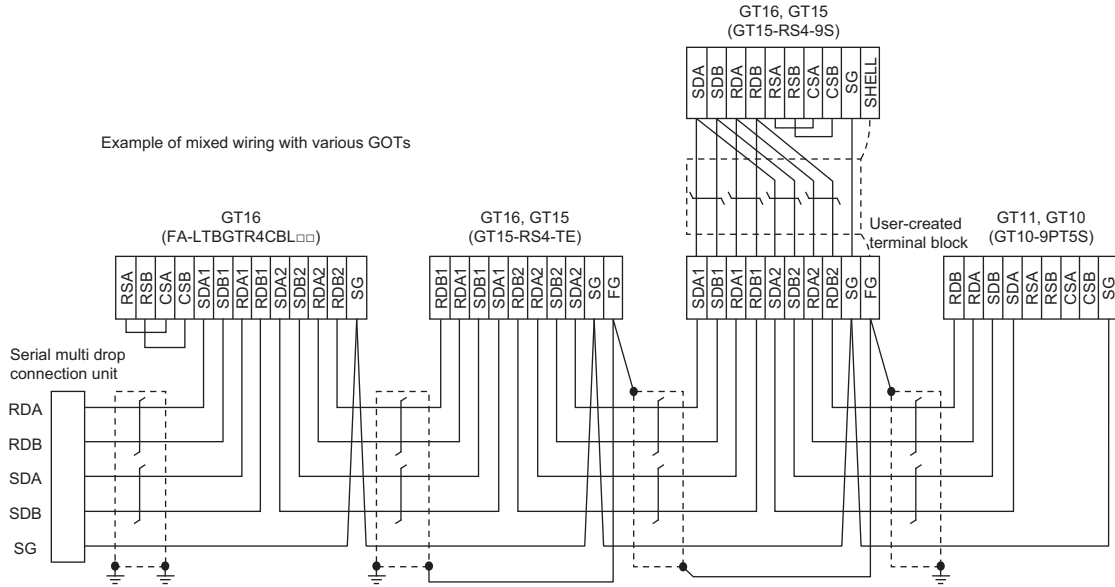 GT16, GT15
(GT15-RS4-9S)
SDA
SDB
RDA
RDB
RSA
RSB
CSA
CSB
SG
SHELL
Example of mixed wiring with various GOTs
GT16
(FA-LTBGTR4CBL□□)
GT16, GT15
(GT15-RS4-TE)
User-created
terminal block
GT11, GT10
(GT10-9PT5S)
RSA
RSB
CSA
CSB
SDA1
SDB1
RDA1
RDB1
SDA2
SDB2
RDA2
RDB2
SG
RDB1
RDA1
SDB1
SDA1
RDB2
RDA2
SDB2
SDA2
SG
FG
SDA1
SDB1
RDA1
RDB1
SDA2
SDB2
RDA2
RDB2
SG
FG
RDB
RDA
SDB
SDA
RSA
RSB
CSA
CSB
SG
Serial multi drop
connection unit
RDA
RDB
SDA
SDB
SG